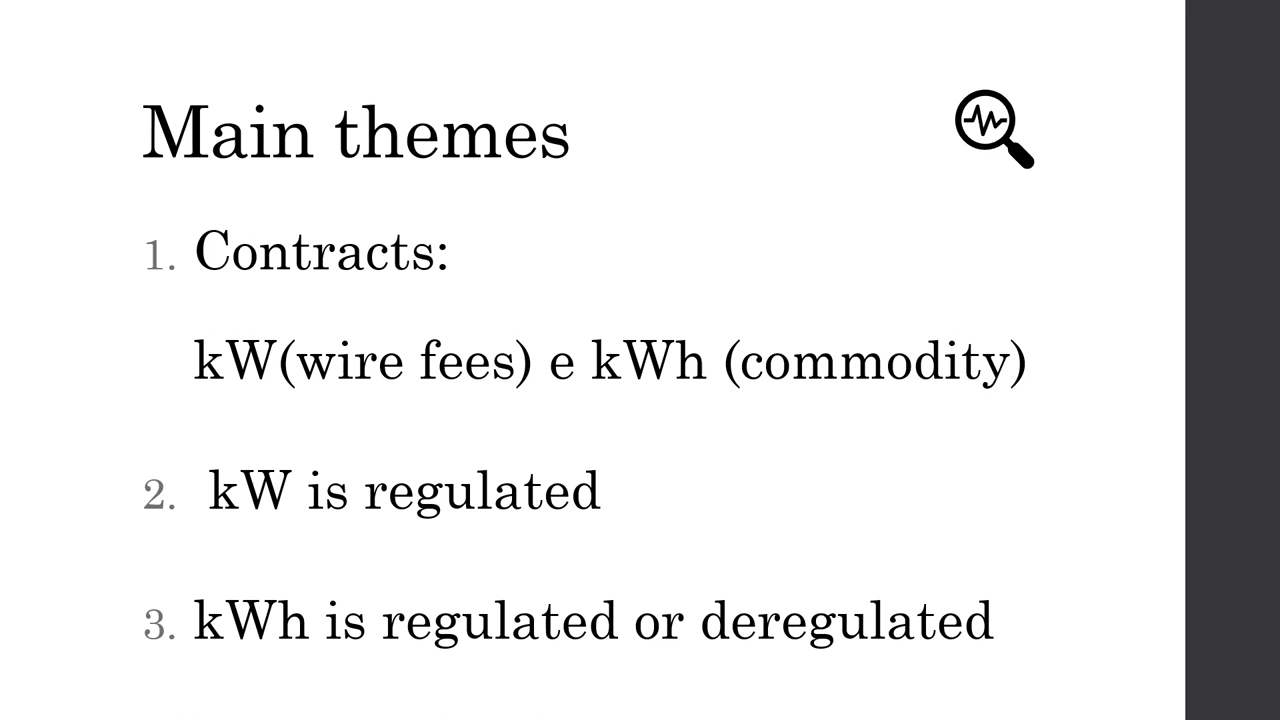 Main themes
1. Contracts:
kW(wire fees) e kWh (commodity)
2. kW is regulated
3. kWh is regulated or deregulated